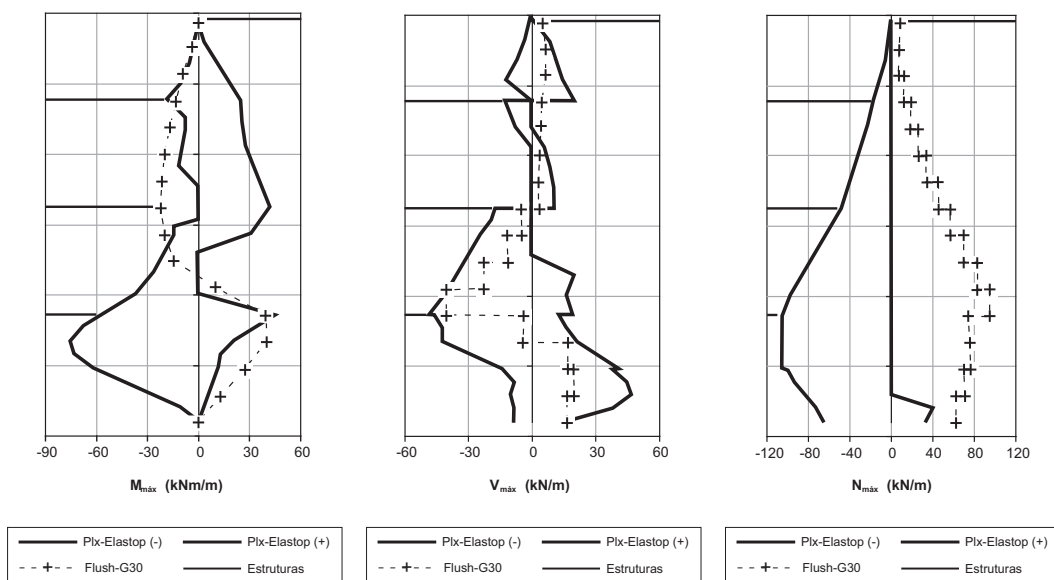 -90 -60 -30 0 30 60
-60 -30 0 30 60
-120 -80 -40 0 40 80 120
Mmáx (kNm/m)
Vmáx (kN/m)
Nmáx (kN/m)
Plx-Elastop (-) Plx-Elastop (+)
Flush-G30 Estruturas
Plx-Elastop (-) Plx-Elastop (+)
Flush-G30 Estruturas
Plx-Elastop (-) Plx-Elastop (+)
Flush-G30 Estruturas